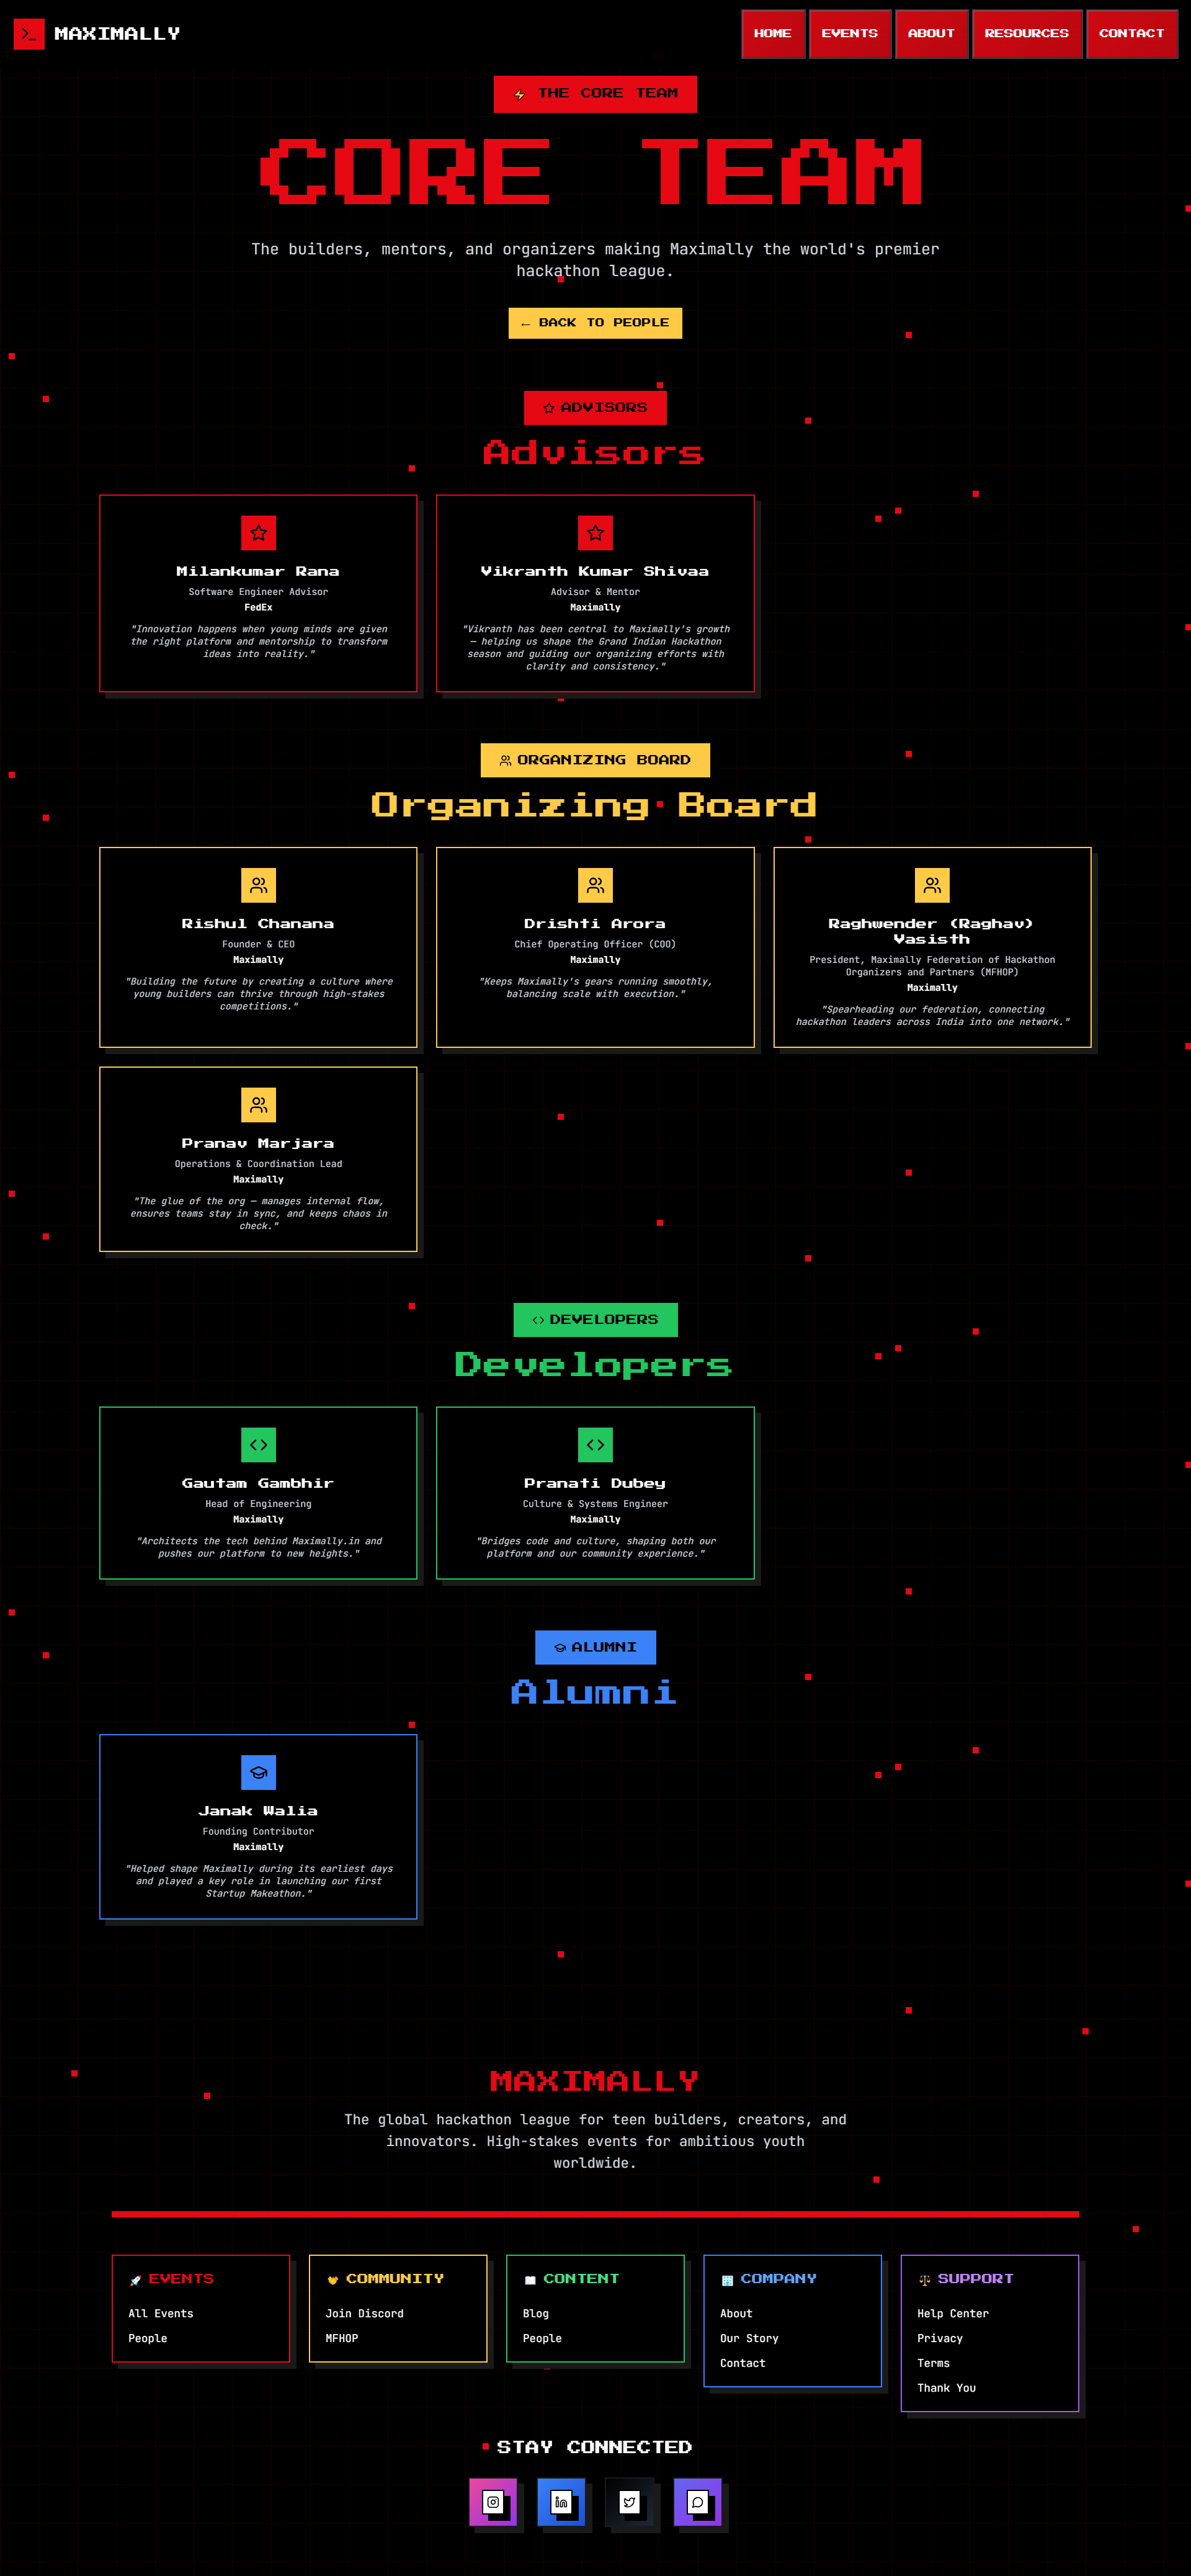 MAXIMALLY
HOME EVENTS ABOUT RESOURCES CONTACT
THE CORE TEAM
CORE TEAM
The builders, mentors, and organizers making Maximally the world's premier
hackathon league.
← BACK TO PEOPLE
ADVISORS
Advisors
Milankumar Rana
Software Engineer Advisor
FedEx
"Innovation happens when young minds are given
the right platform and mentorship to transform
ideas into reality."
Vikranth Kumar Shivaa
Advisor & Mentor
Maximally
"Vikranth has been central to Maximally's growth
— helping us shape the Grand Indian Hackathon
season and guiding our organizing efforts with
clarity and consistency."
ORGANIZING BOARD
Organizing Board
Rishul Chanana
Founder & CEO
Maximally
"Building the future by creating a culture where
young builders can thrive through high-stakes
competitions."
Drishti Arora
Chief Operating Officer (COO)
Maximally
"Keeps Maximally's gears running smoothly,
balancing scale with execution."
Raghwender (Raghav)
Vasisth
President, Maximally Federation of Hackathon
Organizers and Partners (MFHOP)
Maximally
"Spearheading our federation, connecting
hackathon leaders across India into one network."
Pranav Marjara
Operations & Coordination Lead
Maximally
"The glue of the org — manages internal flow,
ensures teams stay in sync, and keeps chaos in
check."
DEVELOPERS
Developers
Gautam Gambhir
Head of Engineering
Maximally
"Architects the tech behind Maximally.in and
pushes our platform to new heights."
Pranati Dubey
Culture & Systems Engineer
Maximally
"Bridges code and culture, shaping both our
platform and our community experience."
ALUMNI
Alumni
Janak Walia
Founding Contributor
Maximally
"Helped shape Maximally during its earliest days
and played a key role in launching our first
Startup Makeathon."
MAXIMALLY
The global hackathon league for teen builders, creators, and
innovators. High-stakes events for ambitious youth
worldwide.
EVENTS
All Events
People
COMMUNITY
Join Discord
MFHOP
CONTENT
Blog
People
COMPANY
About
Our Story
Contact
SUPPORT
Help Center
Privacy
Terms
Thank You
STAY CONNECTED